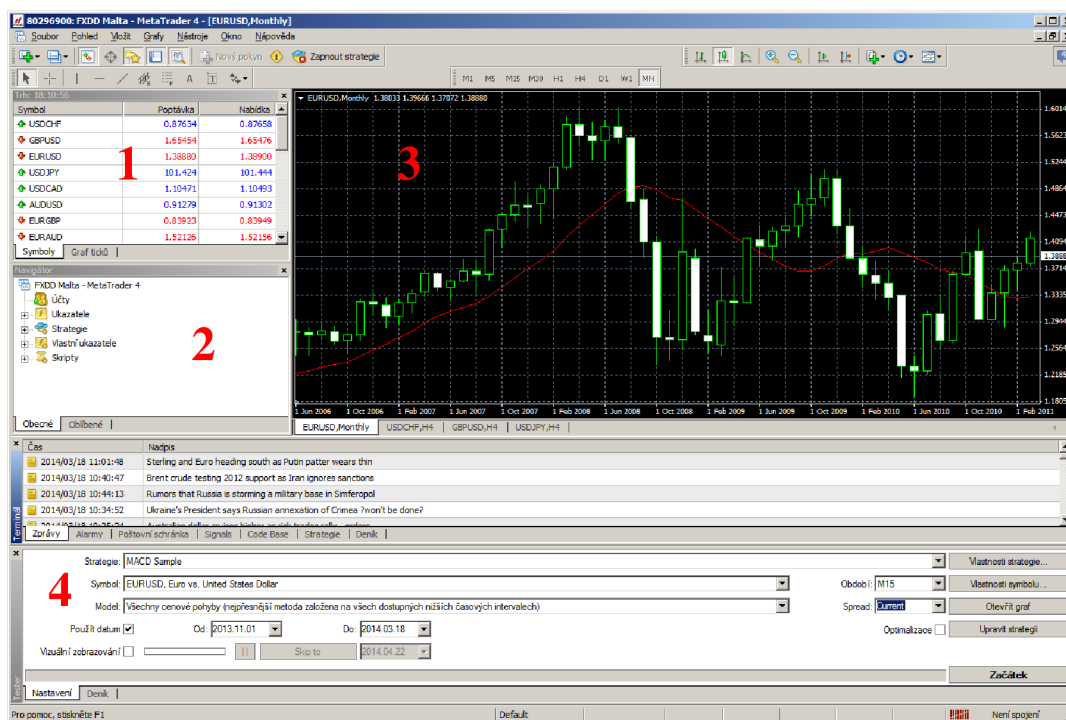 80296900: FXDD Malta - MetaTrader 4 - [EURUSD,Monthly]
Soubor Pohled Vložit Grafy Nástroje Okno Nápověda
Nový pokyn Zapnout strategie
M1 M5 M15 M30 H1 H4 D1 W1 MN
Trh: 18:10:56
Symbol Poptávka Nabídka
USDCHF 0.87634 0.87658
GBPUSD 1.65454 1.65476
EURUSD 1.38880 1.38900
USDJPY 101.424 101.444
USDCAD 1.10471 1.10493
AUDUSD 0.91279 0.91302
EURGBP 0.83923 0.83949
EURAUD 1.52126 1.52156
1
Symboly Graf ticků
Navigátor
FXDD Malta - MetaTrader 4
Účty
Ukazatele
Strategie
Vlastní ukazatele
Skripty
2
Obecné Oblíbené
EURUSD,Monthly 1.38033 1.39666 1.37072 1.38880
3
1.6014
1.5623
1.5244
1.4864
1.4473
1.4094
1.3888
1.3714
1.3335
1.2944
1.2564
1.2185
1.1805
1 Jun 2006 1 Oct 2006 1 Feb 2007 1 Jun 2007 1 Oct 2007 1 Feb 2008 1 Jun 2008 1 Oct 2008 1 Feb 2009 1 Jun 2009 1 Oct 2009 1 Feb 2010 1 Jun 2010 1 Oct 2010 1 Feb 2011
EURUSD,Monthly USDCHF,H4 GBPUSD,H4 USDJPY,H4
Čas Nadpis
2014/03/18 11:01:48 Sterling and Euro heading south as Putin patter wears thin
2014/03/18 10:40:47 Brent crude testing 2012 support as Iran ignores sanctions
2014/03/18 10:44:13 Rumors that Russia is storming a military base in Simferopol
2014/03/18 10:34:52 Ukraine's President says Russian annexation of Crimea ?won't be done?
Terminál
Zprávy Alarmy Poštovní schránka Signals Code Base Strategie Deník
4
Strategie: MACD Sample Vlastnosti strategie...
Symbol: EURUSD, Euro vs. United States Dollar Období: M15 Vlastnosti symbolu...
Model: Všechny cenové pohyby (nejpřesnější metoda založena na všech dostupných nižších časových intervalech) Spread: Current Otevřít graf
Použít datum Od: 2013.11.01 Do: 2014.03.18 Optimalizace Upravit strategii
Vizuální zobrazování Skip to 2014.04.22
Začátek
Tester
Nastavení Deník
Pro pomoc, stiskněte F1 Default Není spojení